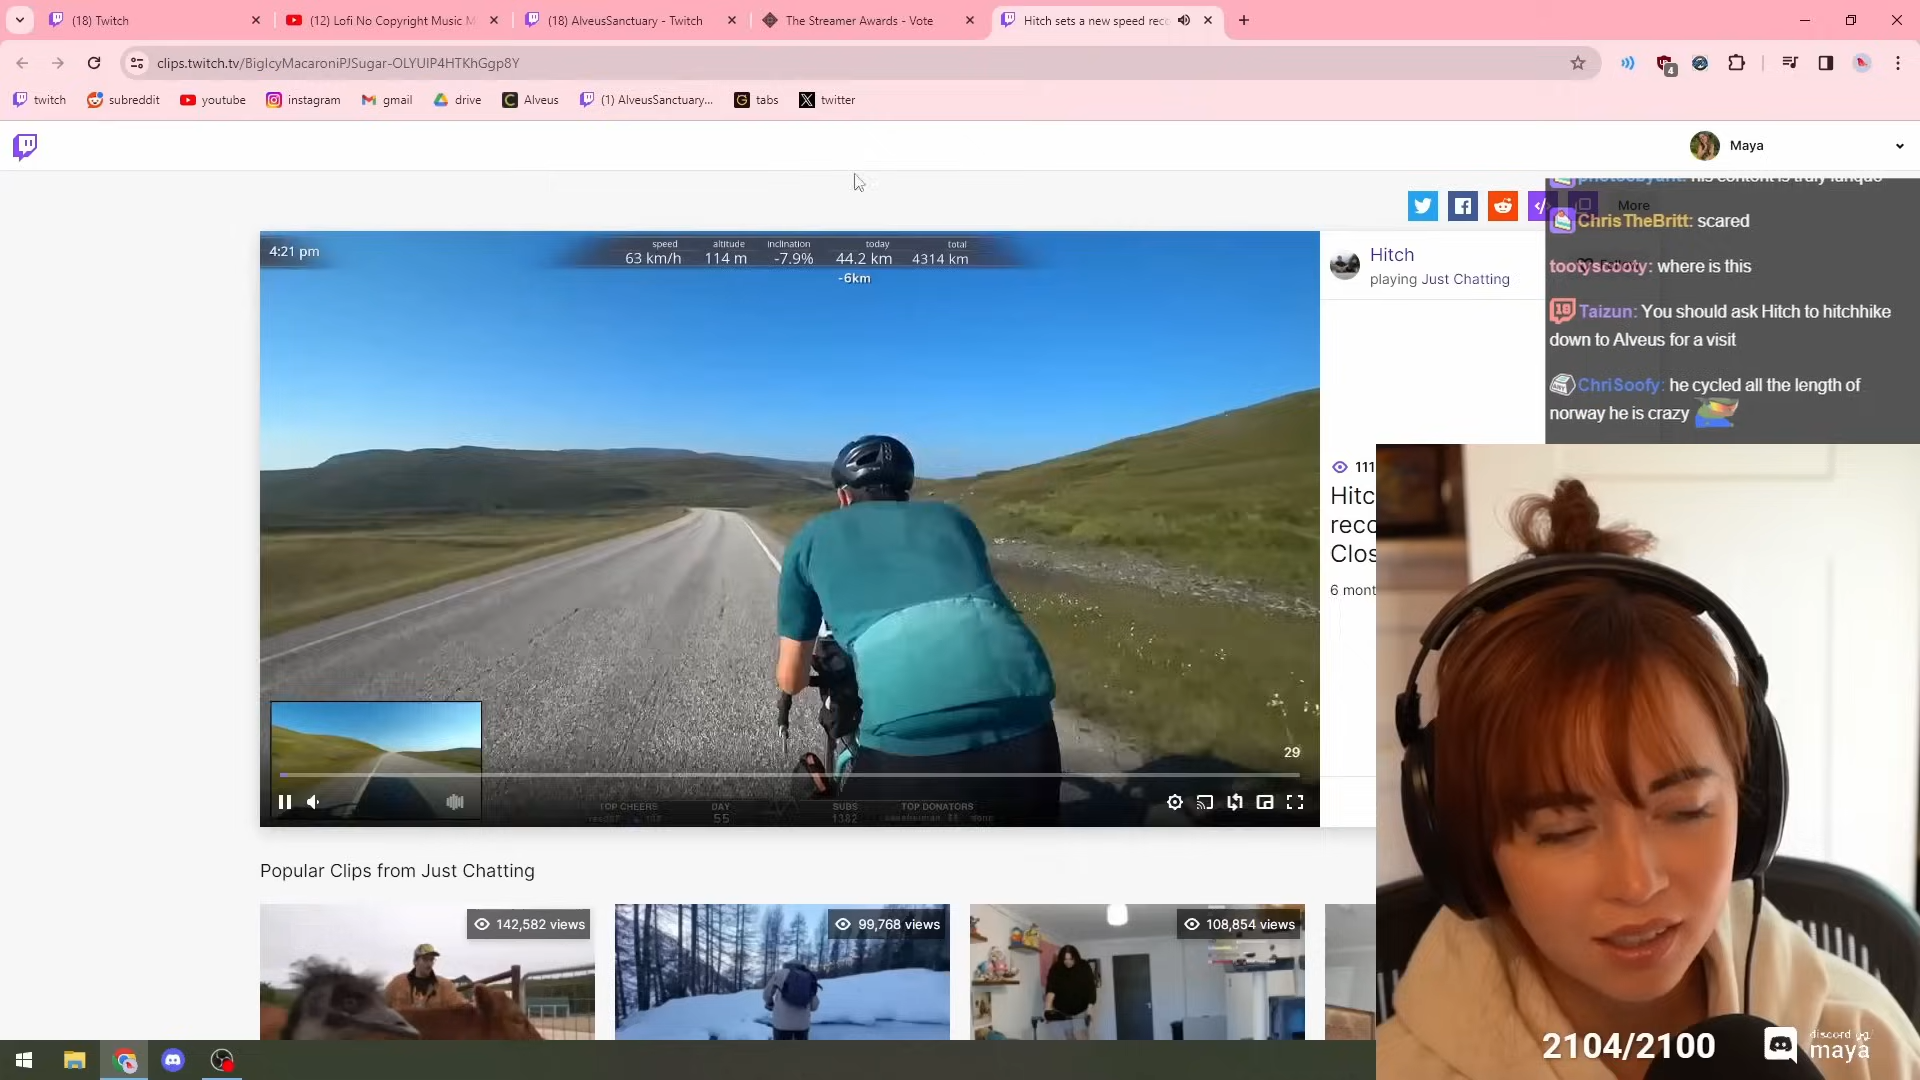 (18) Twitch
(12) Lofi No Copyright Music M
(18) AlveusSanctuary - Twitch
The Streamer Awards - Vote
Hitch sets a new speed reco
clips.twitch.tv/BigIcyMacaroniPJSugar-OLYUIP4HTKhGgp8Y
4
twitch
subreddit
youtube
instagram
gmail
drive
Alveus
(1) AlveusSanctuary...
tabs
twitter
Maya
More
ChrisTheBritt: scared
tootyscooty: where is this
Taizun: You should ask Hitch to hitchhike
down to Alveus for a visit
ChriSoofy: he cycled all the length of
norway he is crazy
4:21 pm
speed altitude inclination today total
63 km/h 114 m -7.9% 44.2 km 4314 km
-6km
Hitch
playing Just Chatting
111
Hitc
reco
Clos
6 mont
29
TOP CHEERS DAY SUBS TOP DONATORS
55 1382
Popular Clips from Just Chatting
142,582 views
99,768 views
108,854 views
2104/2100
maya